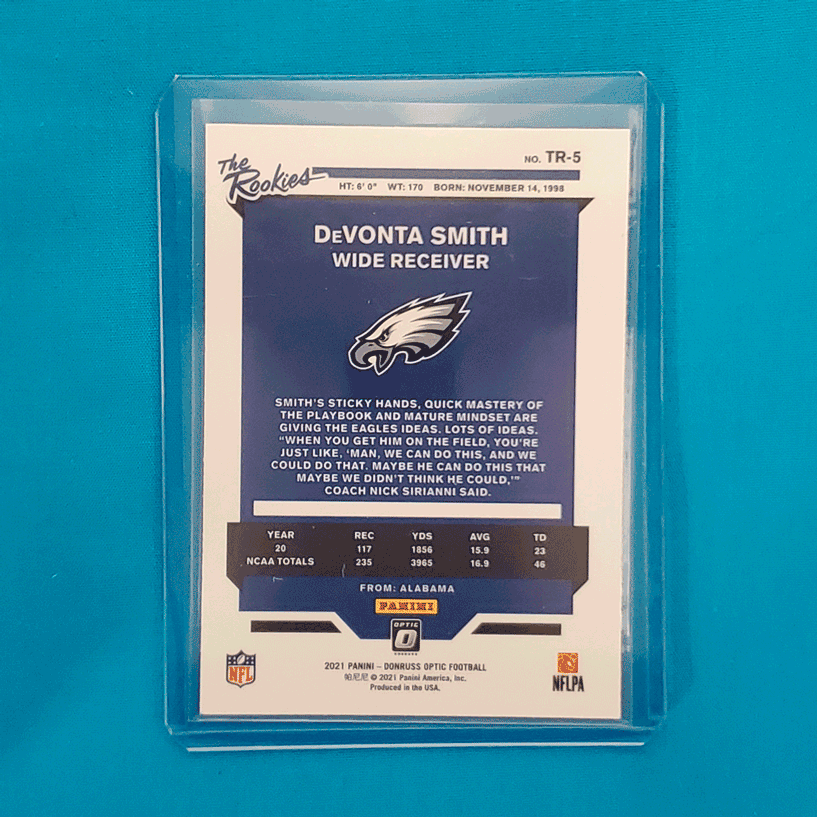 The Rookies
NO. TR-5
HT: 6' 0" WT: 170 BORN: NOVEMBER 14, 1998
DEVONTA SMITH
WIDE RECEIVER
SMITH'S STICKY HANDS, QUICK MASTERY OF
THE PLAYBOOK AND MATURE MINDSET ARE
GIVING THE EAGLES IDEAS. LOTS OF IDEAS.
"WHEN YOU GET HIM ON THE FIELD, YOU'RE
JUST LIKE, 'MAN, WE CAN DO THIS, AND WE
COULD DO THAT. MAYBE HE CAN DO THIS THAT
MAYBE WE DIDN'T THINK HE COULD,'"
COACH NICK SIRIANNI SAID.
YEAR REC YDS AVG TD
20 117 1856 15.9 23
NCAA TOTALS 235 3965 16.9 46
FROM: ALABAMA
PANINI
OPTIC
DONRUSS
2021 PANINI – DONRUSS OPTIC FOOTBALL
帕尼尼 © 2021 Panini America, Inc.
Produced in the USA.
NFL
NFLPA